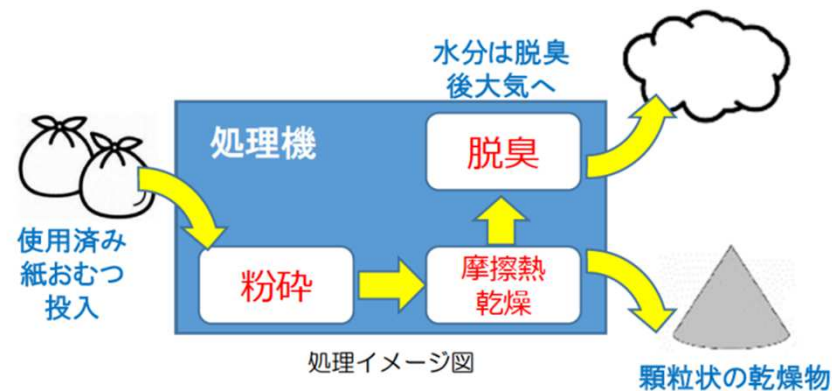 水分は脱臭
後大気へ
処理機
脱臭
使用済み
紙おむつ
投入
粉砕
摩擦熱
乾燥
処理イメージ図
顆粒状の乾燥物